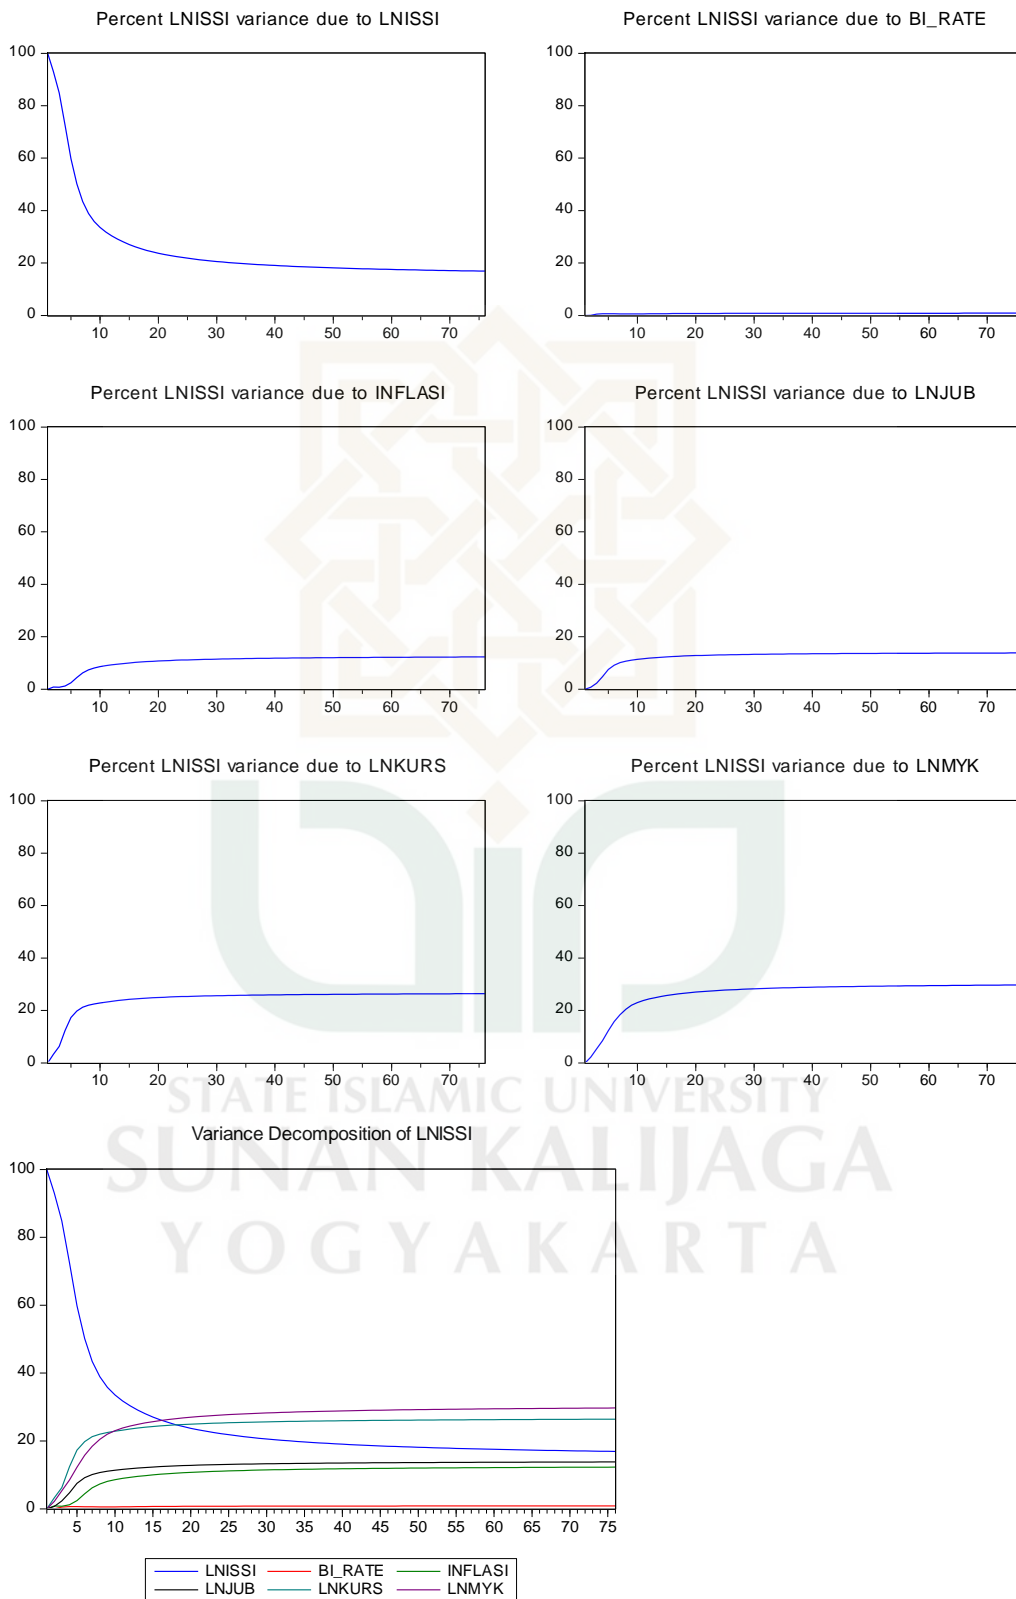 Percent LNISSI variance due to LNISSI
100
80
60
40
20
0
10 20 30 40 50 60 70
Percent LNISSI variance due to BI_RATE
100
80
60
40
20
0
10 20 30 40 50 60 70
Percent LNISSI variance due to INFLASI
100
80
60
40
20
0
10 20 30 40 50 60 70
Percent LNISSI variance due to LNJUB
100
80
60
40
20
0
10 20 30 40 50 60 70
Percent LNISSI variance due to LNKURS
100
80
60
40
20
0
10 20 30 40 50 60 70
Percent LNISSI variance due to LNMYK
100
80
60
40
20
0
10 20 30 40 50 60 70
STATE ISLAMIC UNIVERSITY
SUNAN KALIJAGA
YOGYAKARTA
Variance Decomposition of LNISSI
100
80
60
40
20
0
5 10 15 20 25 30 35 40 45 50 55 60 65 70 75
LNISSI BI_RATE INFLASI
LNJUB LNKURS LNMYK